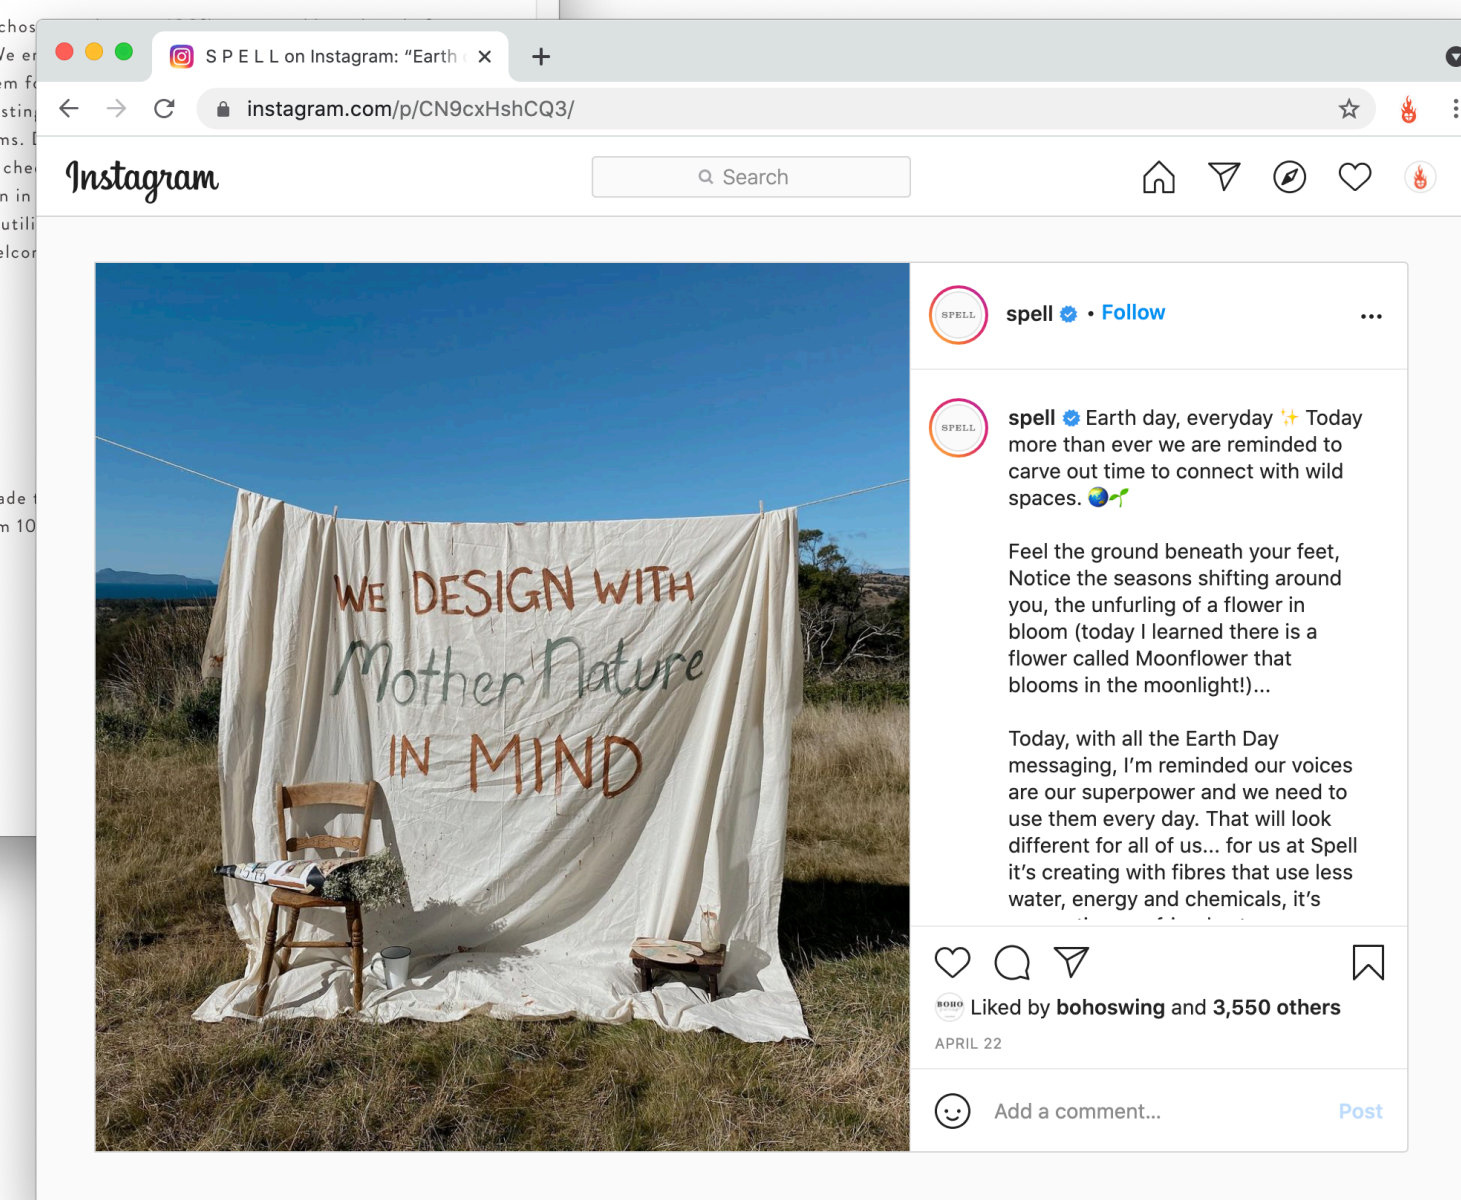 S P E L L on Instagram: “Earth
instagram.com/p/CN9cxHshCQ3/
Instagram
Search
WE DESIGN WITH
Mother Nature
IN MIND
SPELL
spell • Follow
SPELL
spell Earth day, everyday ✨ Today
more than ever we are reminded to
carve out time to connect with wild
spaces. 🌏🌱
Feel the ground beneath your feet,
Notice the seasons shifting around
you, the unfurling of a flower in
bloom (today I learned there is a
flower called Moonflower that
blooms in the moonlight!)...
Today, with all the Earth Day
messaging, I’m reminded our voices
are our superpower and we need to
use them every day. That will look
different for all of us... for us at Spell
it’s creating with fibres that use less
water, energy and chemicals, it’s
BOHO
Liked by bohoswing and 3,550 others
APRIL 22
Add a comment...
Post